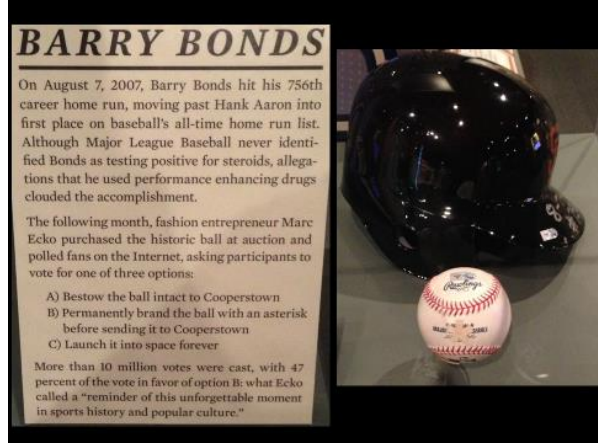 BARRY BONDS
On August 7, 2007, Barry Bonds hit his 756th
career home run, moving past Hank Aaron into
first place on baseball's all-time home run list.
Although Major League Baseball never identi-
fied Bonds as testing positive for steroids, allega-
tions that he used performance enhancing drugs
clouded the accomplishment.
The following month, fashion entrepreneur Marc
Ecko purchased the historic ball at auction and
polled fans on the Internet, asking participants to
vote for one of three options:
A) Bestow the ball intact to Cooperstown
B) Permanently brand the ball with an asterisk
before sending it to Cooperstown
C) Launch it into space forever
More than 10 million votes were cast, with 47
percent of the vote in favor of option B: what Ecko
called a “reminder of this unforgettable moment
in sports history and popular culture.”
Rawlings